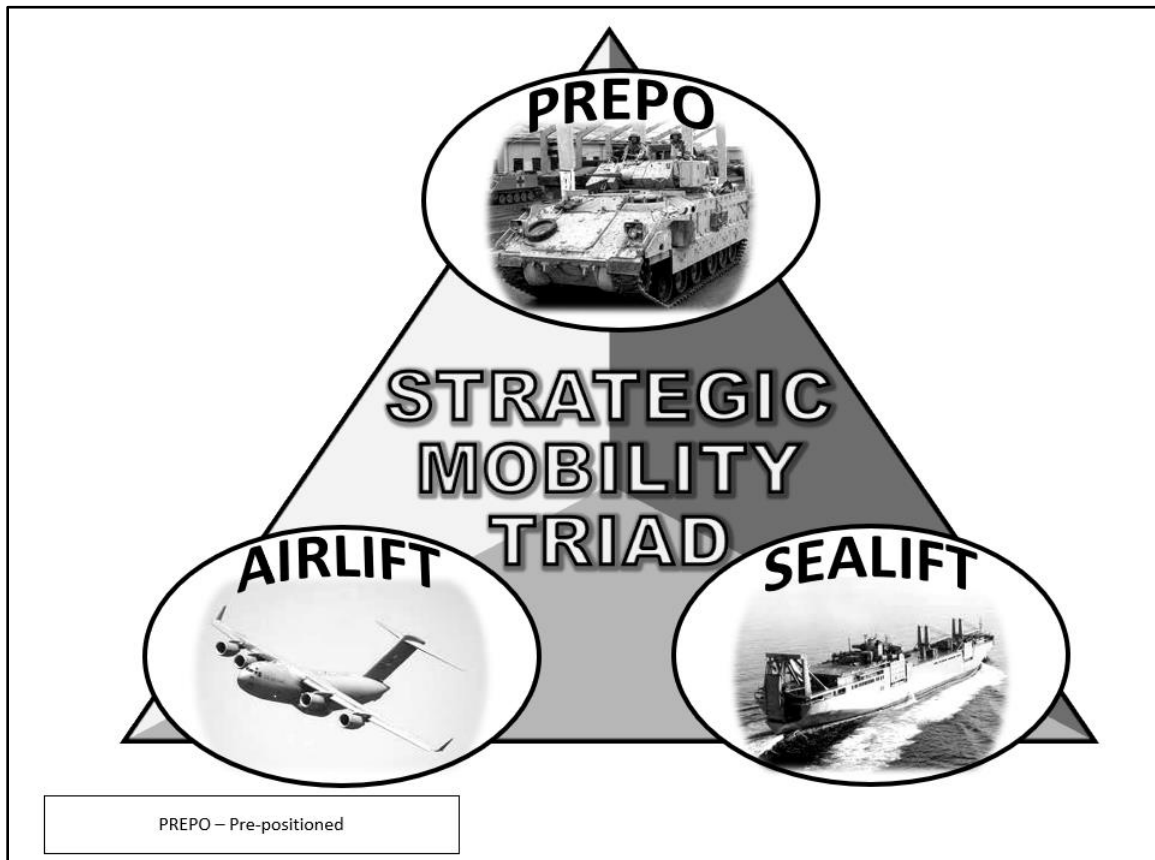 PREPO
STRATEGIC
MOBILITY
TRIAD
AIRLIFT
SEALIFT
PREPO – Pre-positioned